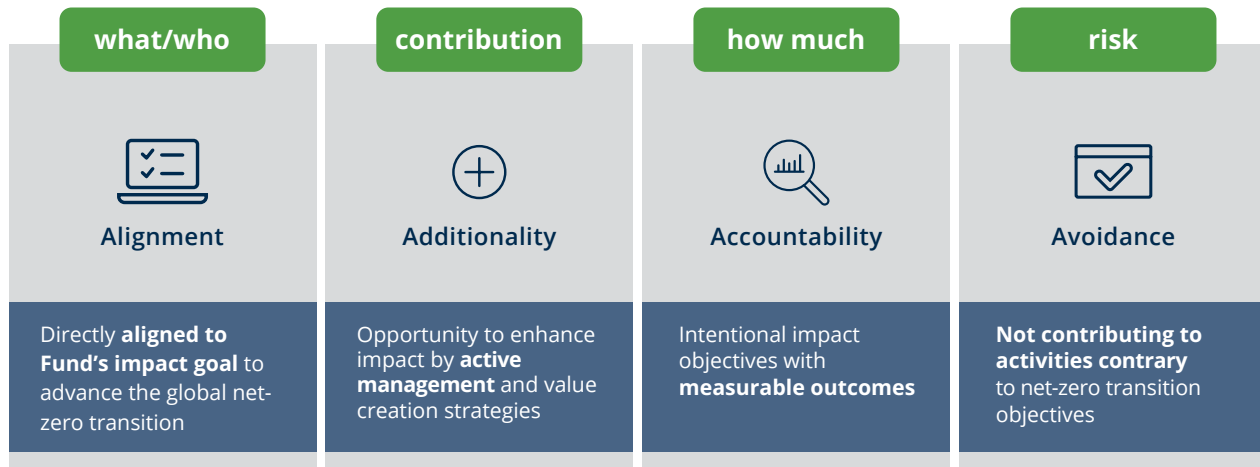 what/who
Alignment
Directly aligned to
Fund's impact goal to
advance the global net-
zero transition
contribution
Additionality
Opportunity to enhance
impact by active
management and value
creation strategies
how much
Accountability
Intentional impact
objectives with
measurable outcomes
risk
Avoidance
Not contributing to
activities contrary
to net-zero transition
objectives